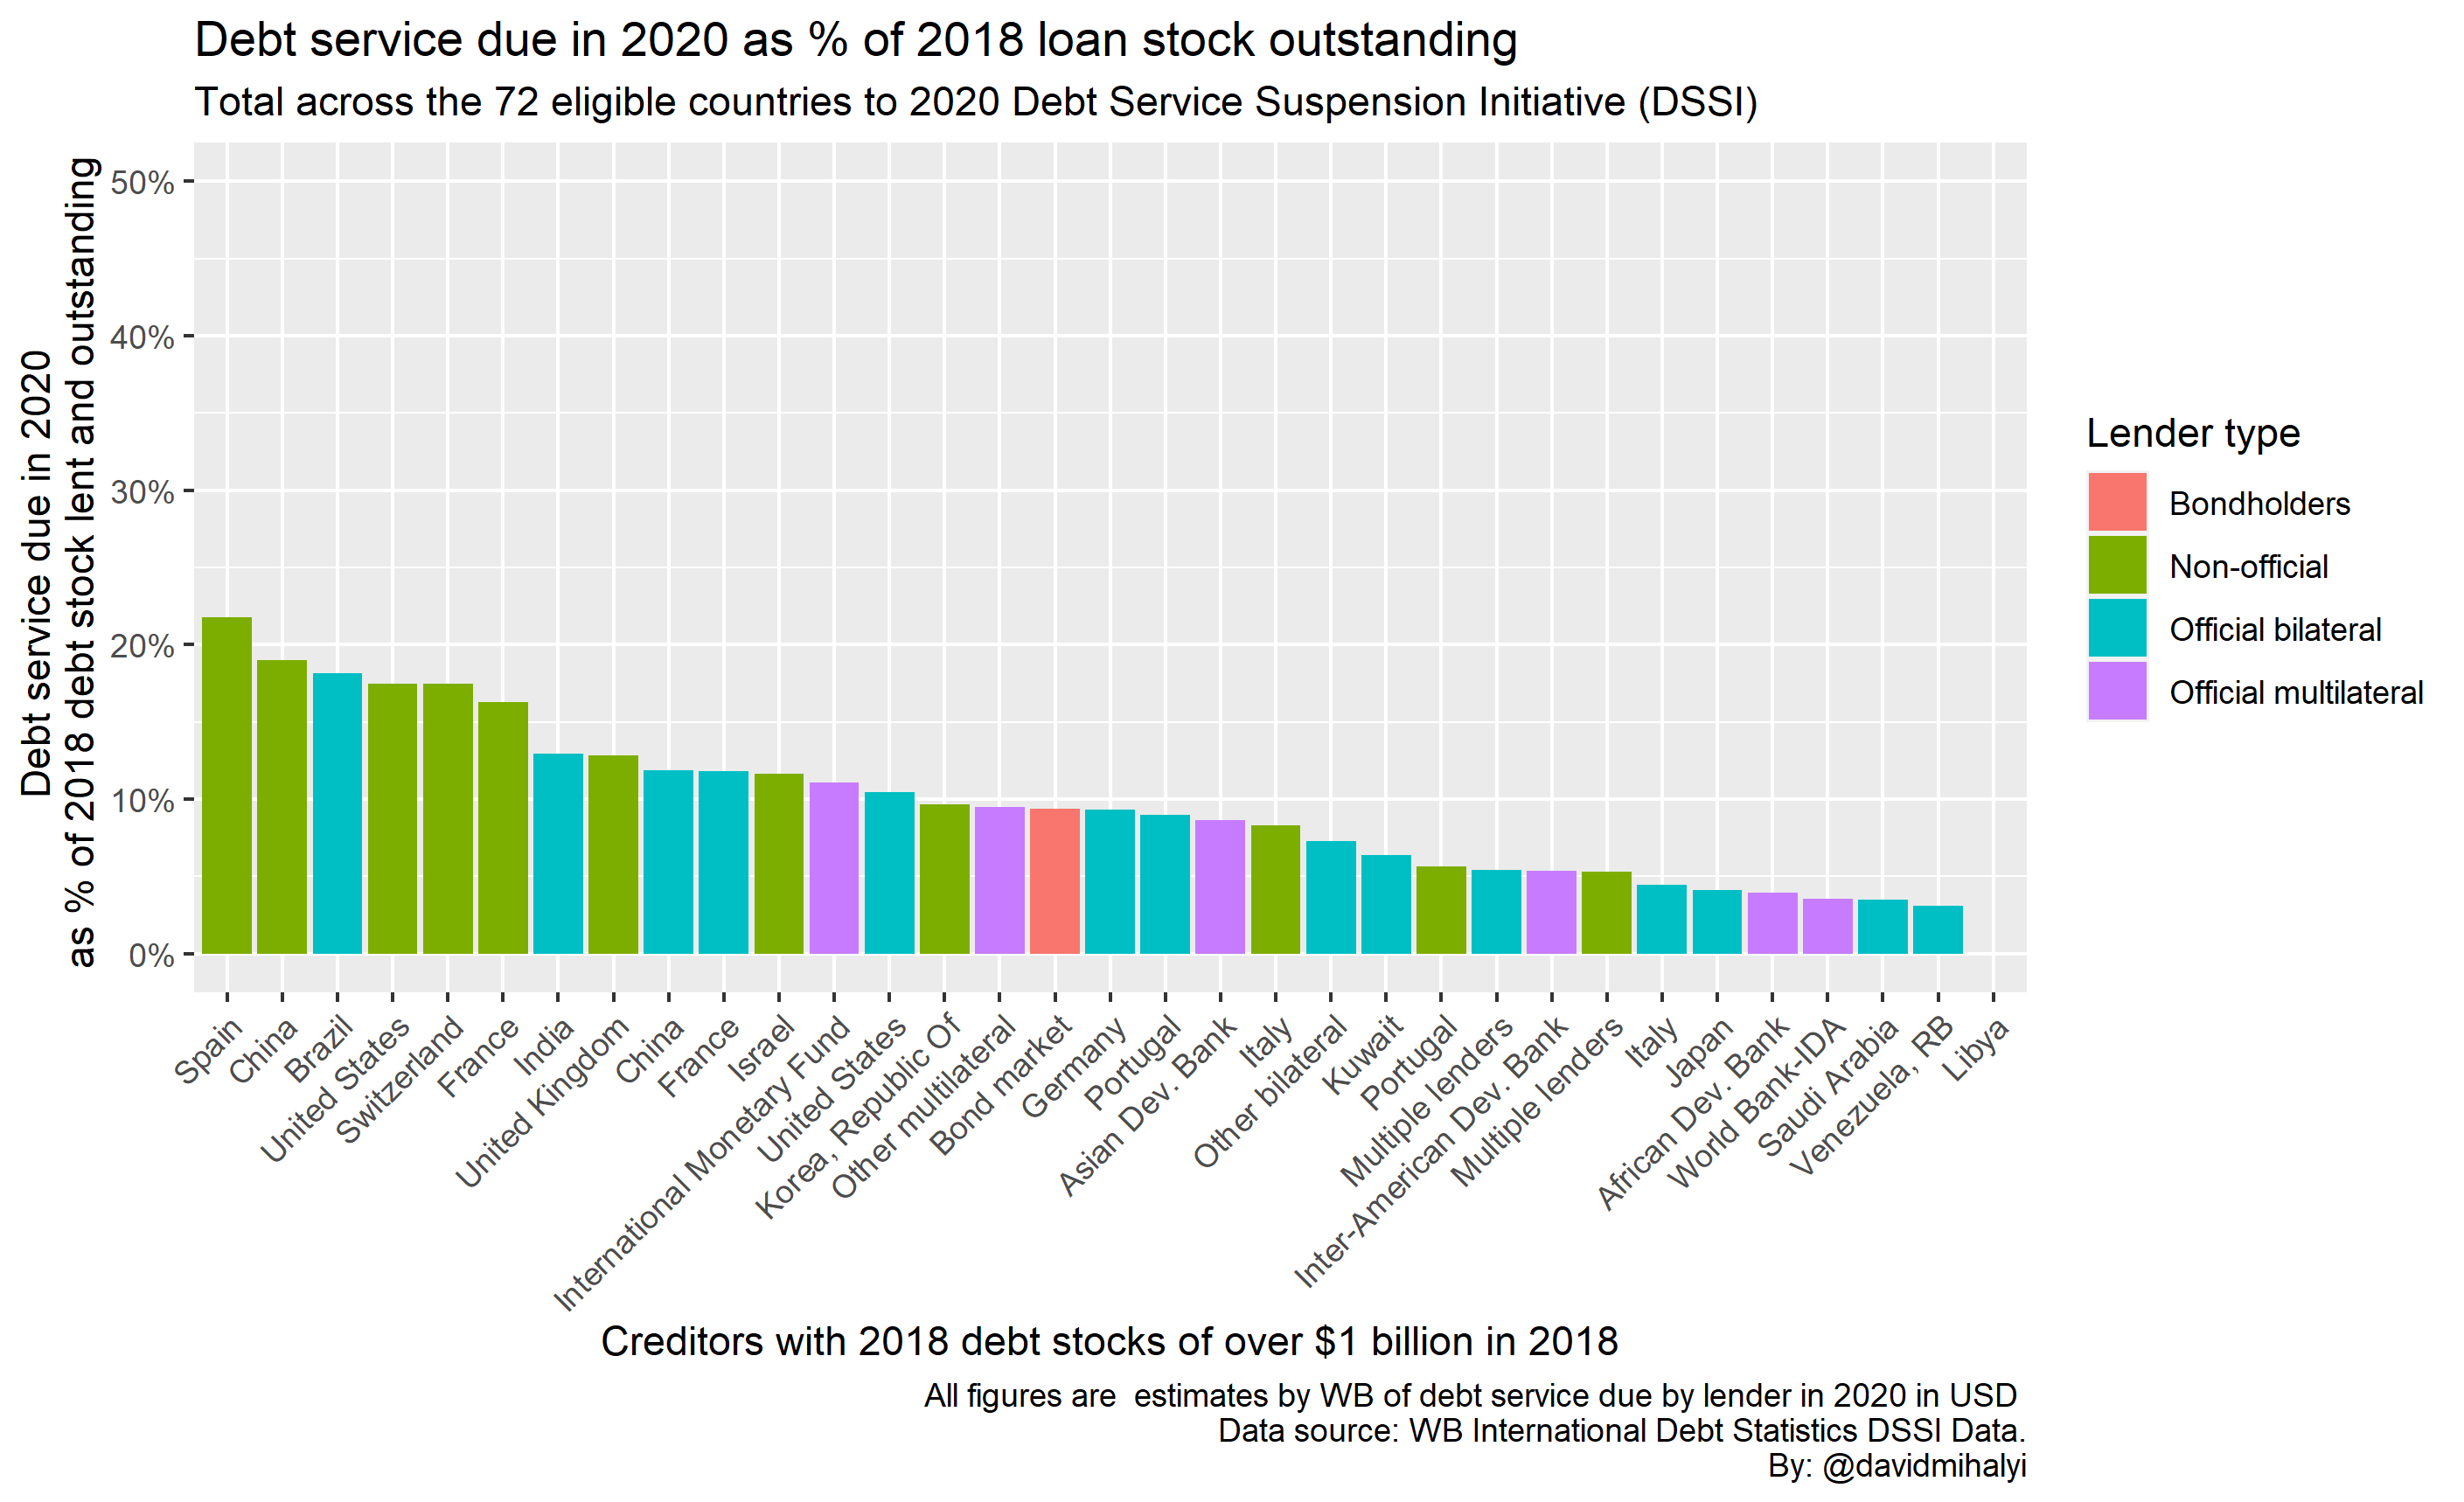 Debt service due in 2020 as % of 2018 loan stock outstanding
Total across the 72 eligible countries to 2020 Debt Service Suspension Initiative (DSSI)
Debt service due in 2020
as % of 2018 debt stock lent and outstanding
50%
40%
30%
20%
10%
0%
Spain
China
Brazil
United States
Switzerland
France
India
United Kingdom
China
France
Israel
International Monetary Fund
United States
Korea, Republic Of
Other multilateral
Bond market
Germany
Portugal
Asian Dev. Bank
Italy
Other bilateral
Kuwait
Portugal
Multiple lenders
Inter-American Dev. Bank
Multiple lenders
Italy
Japan
African Dev. Bank
World Bank-IDA
Saudi Arabia
Venezuela, RB
Libya
Creditors with 2018 debt stocks of over $1 billion in 2018
Lender type
Bondholders
Non-official
Official bilateral
Official multilateral
All figures are  estimates by WB of debt service due by lender in 2020 in USD
Data source: WB International Debt Statistics DSSI Data.
By: @davidmihalyi